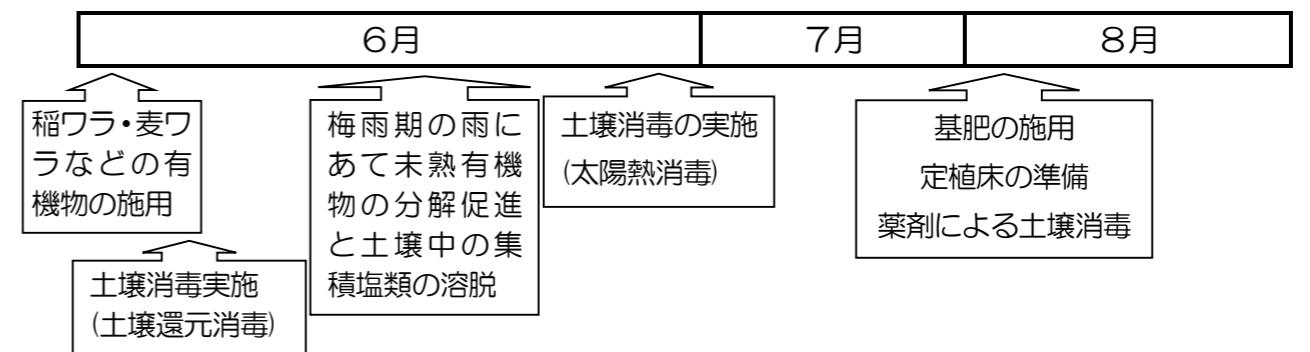 6月
7月
8月
稲ワラ・麦ワ
ラなどの有
機物の施用
土壌消毒実施
(土壌還元消毒)
梅雨期の雨に
あて未熟有機
物の分解促進
と土壌中の集
積塩類の溶脱
土壌消毒の実施
(太陽熱消毒)
基肥の施用
定植床の準備
薬剤による土壌消毒